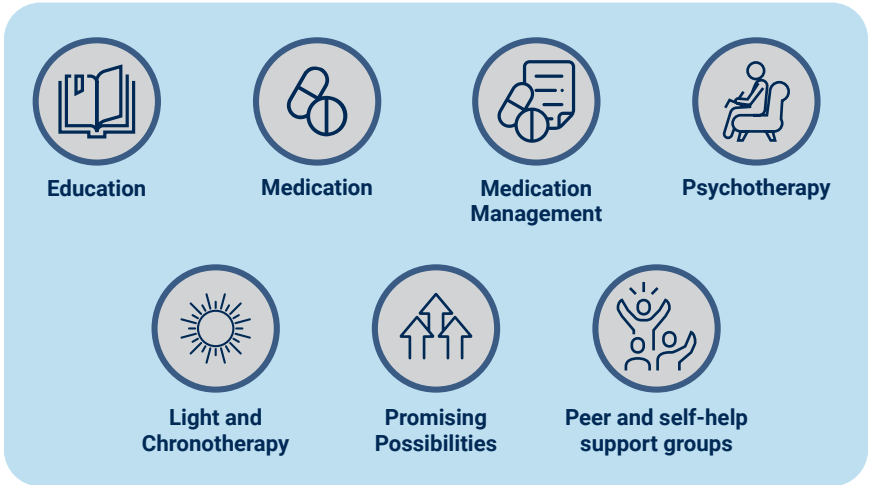 Education
Medication
Medication
Management
Psychotherapy
Light and
Chronotherapy
Promising
Possibilities
Peer and self-help
support groups